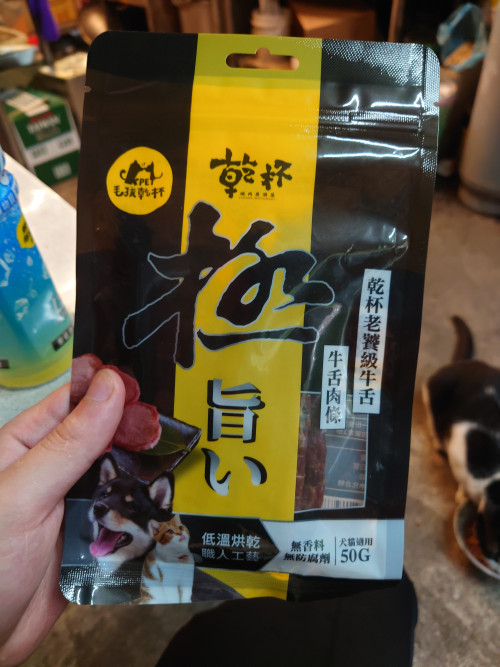 PET
毛孩乾杯
乾杯
極
旨い
乾杯老饕級牛舌
牛舌肉條
低溫烘乾
職人工藝
無香料
無防腐劑
犬貓適用
50G